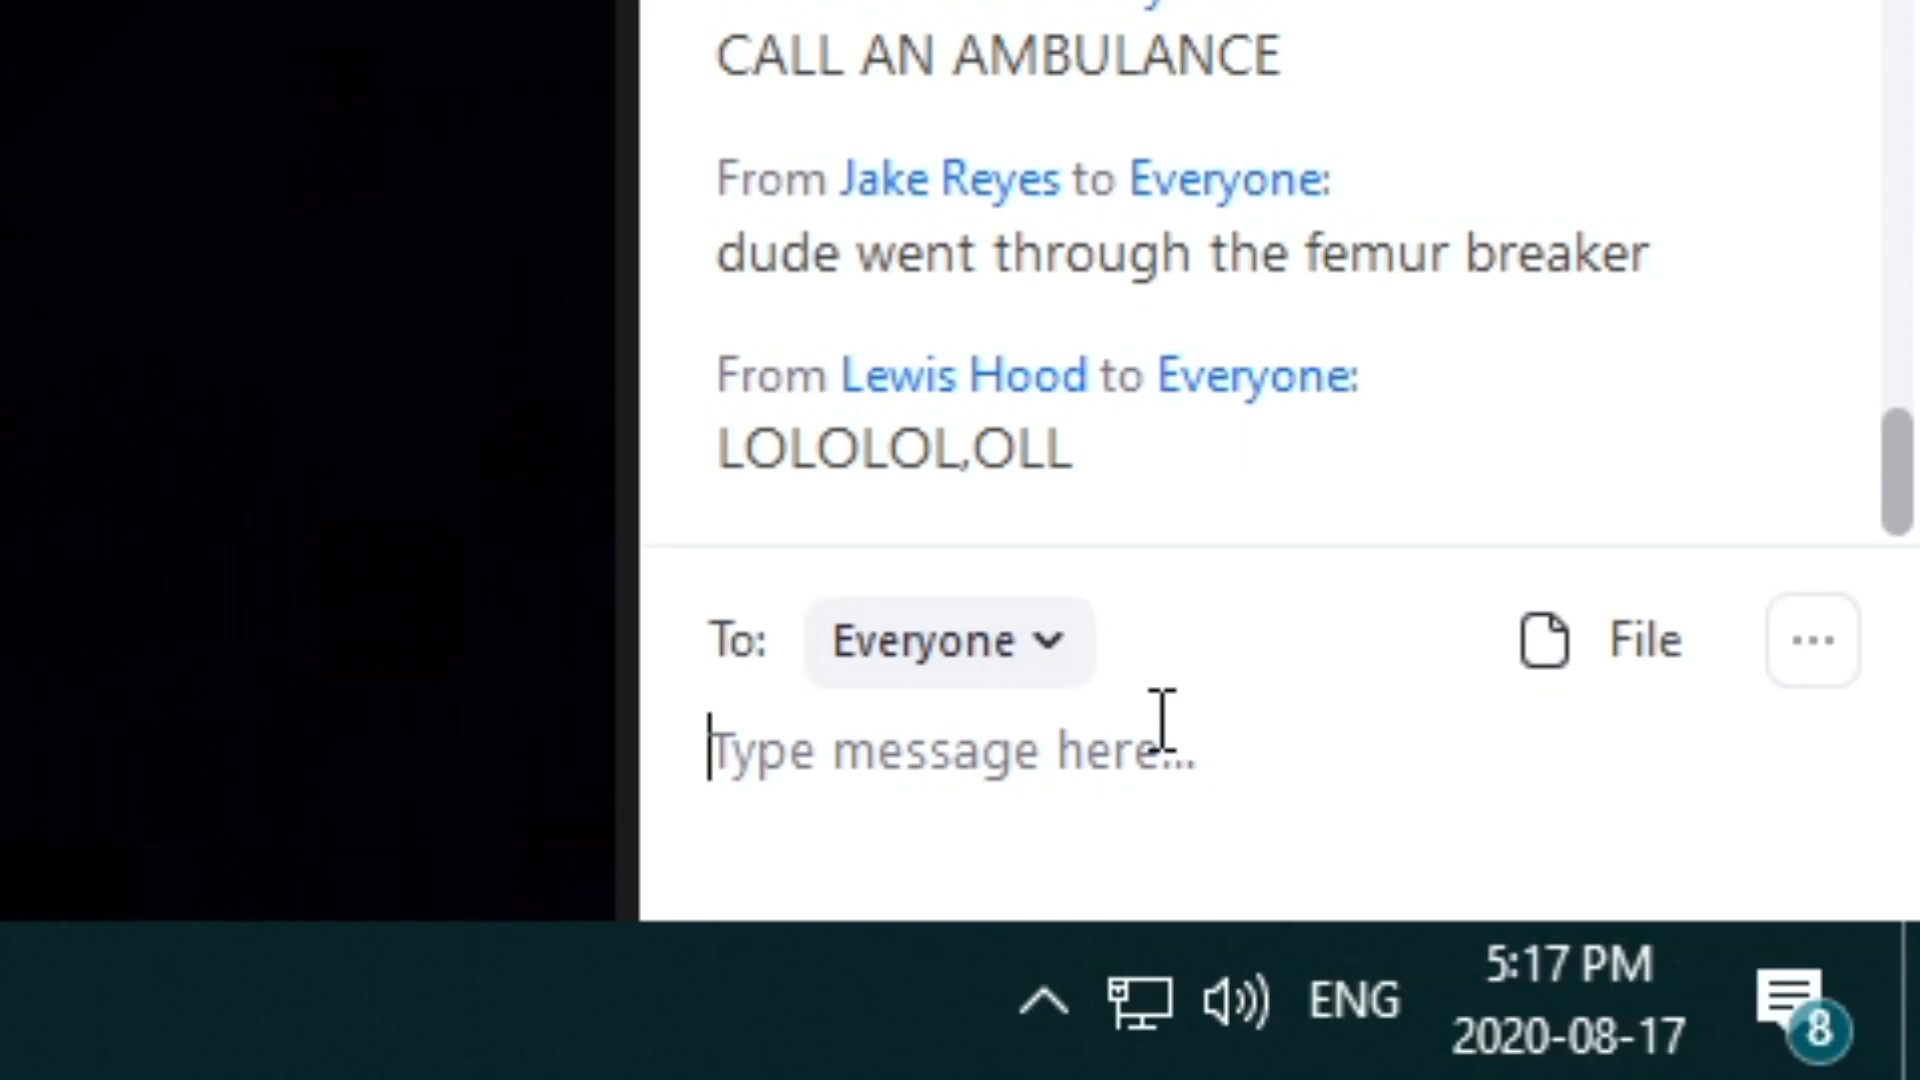 CALL AN AMBULANCE
From Jake Reyes to Everyone:
dude went through the femur breaker
From Lewis Hood to Everyone:
LOLOLOL,OLL
To: Everyone File ...
Type message here...
ENG 5:17 PM
2020-08-17
8